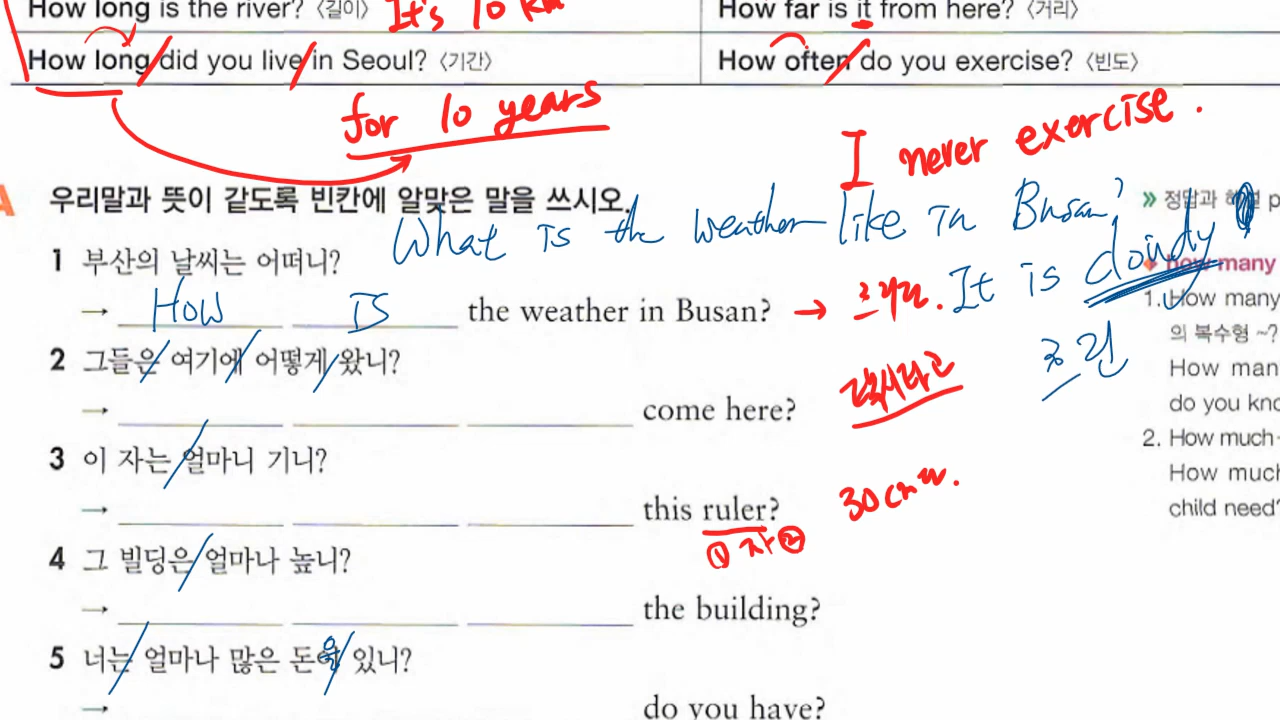 How long is the river? 〈길이〉 It's 10 km
How far is it from here? 〈거리〉
How long did you live in Seoul? 〈기간〉
How often do you exercise? 〈빈도〉
for 10 years
I never exercise.
A 우리말과 뜻이 같도록 빈칸에 알맞은 말을 쓰시오.
What is the weather like in Busan?
» 정답과 해설 p
1 부산의 날씨는 어떠니?
→ How is the weather in Busan? → 흐리다. It is cloudy
흐린
2 그들은 여기에 어떻게 왔니?
→ come here?
3 이 자는 얼마니 기니?
→ this ruler?
30cm
① 자 ②
4 그 빌딩은 얼마나 높니?
→ the building?
5 너는 얼마나 많은 돈을 있니?
→ do you have?
how many
1. How many
의 복수형 ~?
How man
do you kno
2. How much
How much
child need?